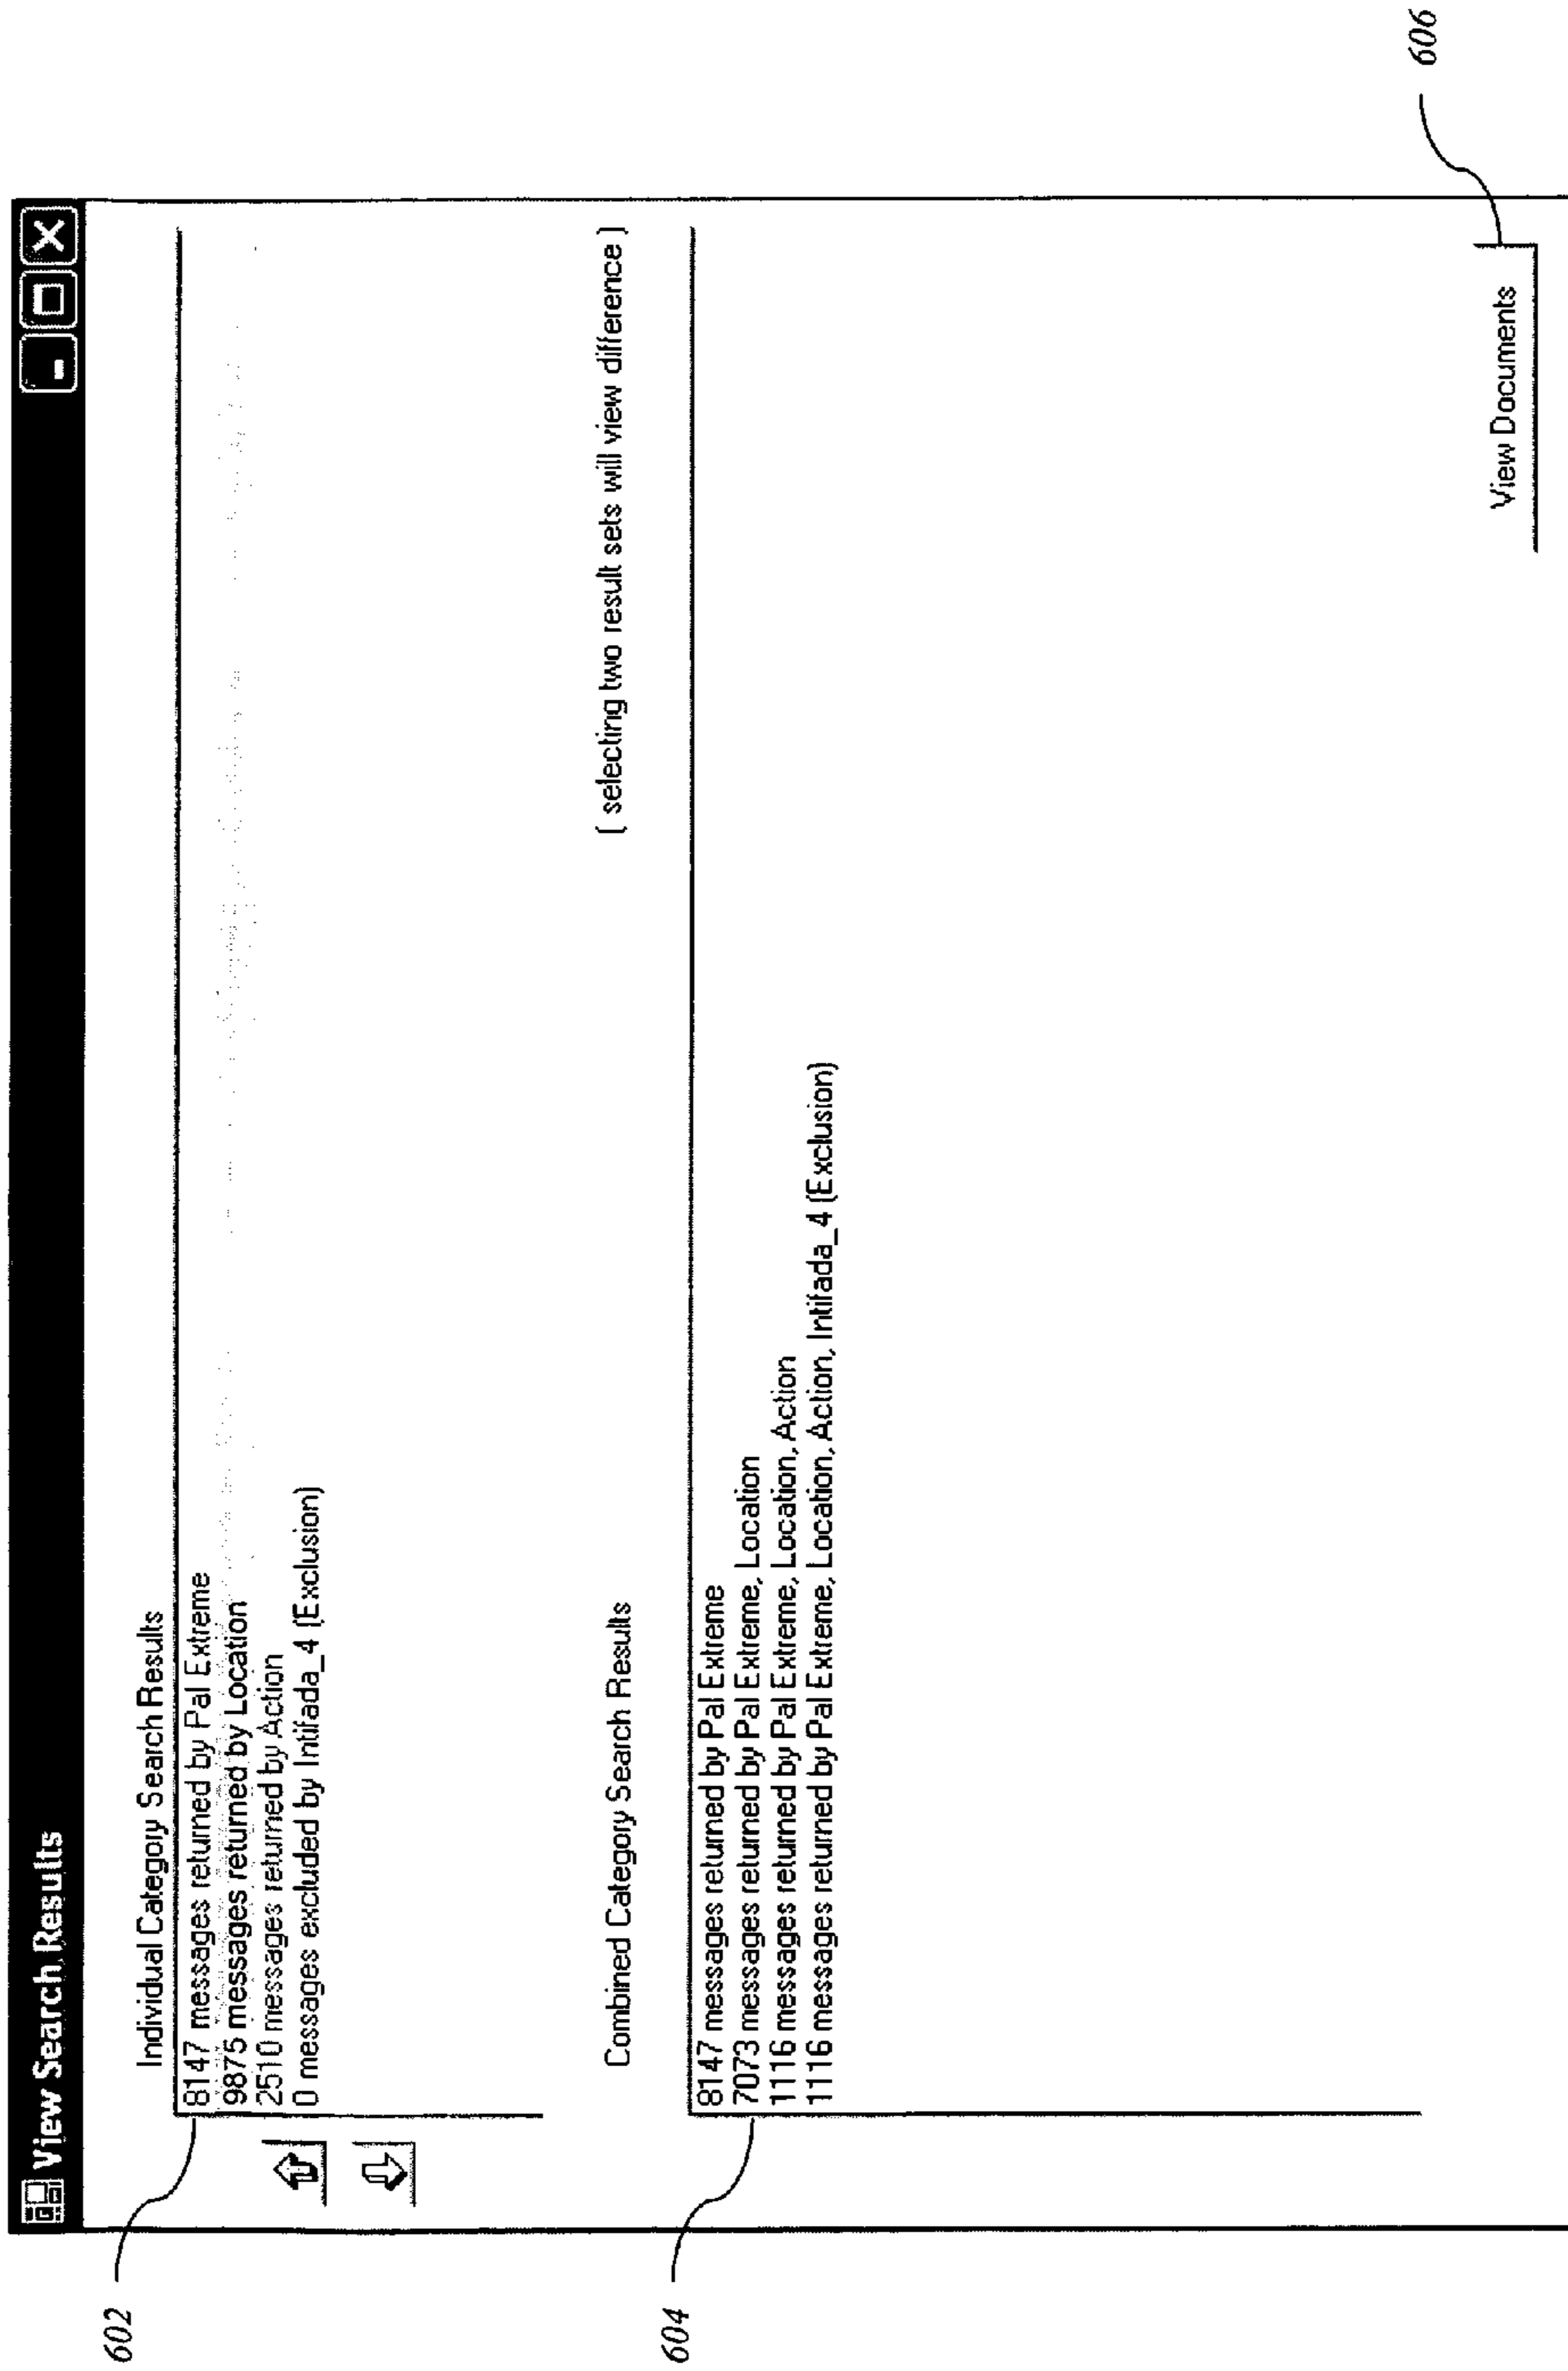 View Search Results
602
Individual Category Search Results
8147 messages returned by Pal Extreme
9875 messages returned by Location
2510 messages returned by Action
0 messages excluded by Intifada_4 (Exclusion)
604
Combined Category Search Results
( selecting two result sets will view difference )
8147 messages returned by Pal Extreme
7073 messages returned by Pal Extreme, Location
1116 messages returned by Pal Extreme, Location, Action
1116 messages returned by Pal Extreme, Location, Action, Intifada_4 (Exclusion)
View Documents
606